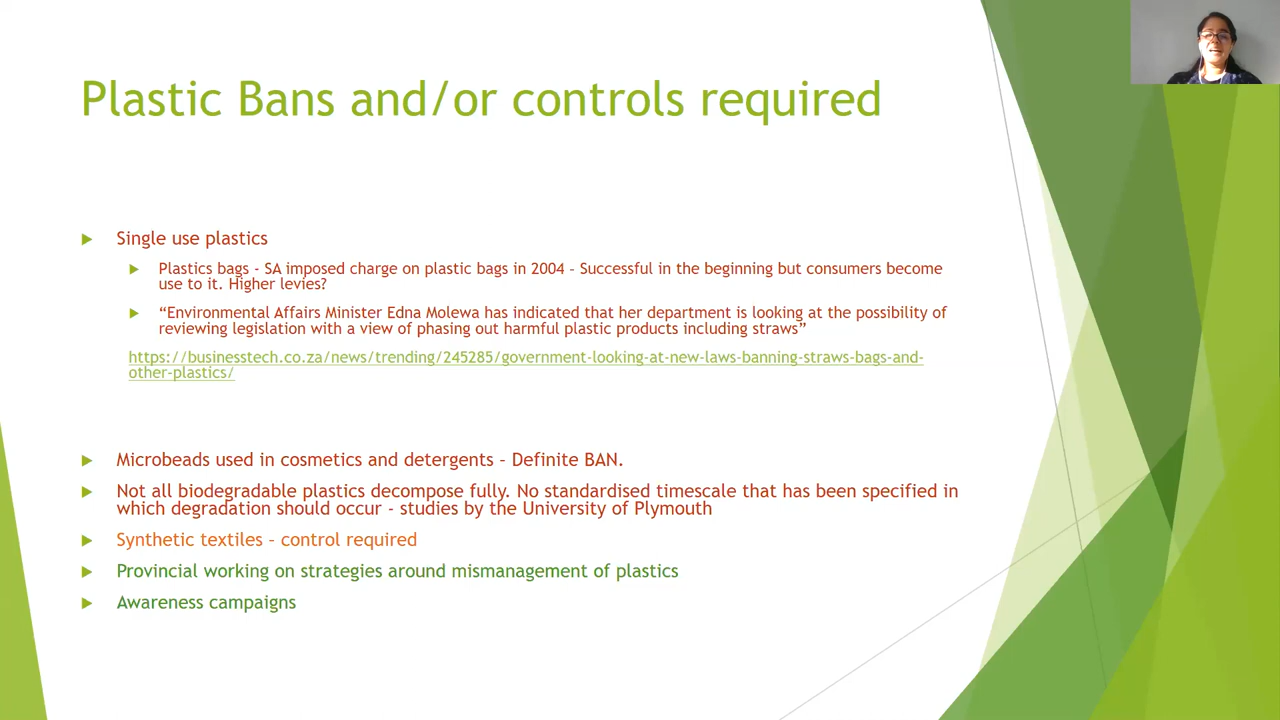 Plastic Bans and/or controls required
Single use plastics
Plastics bags - SA imposed charge on plastic bags in 2004 – Successful in the beginning but consumers become
use to it. Higher levies?
“Environmental Affairs Minister Edna Molewa has indicated that her department is looking at the possibility of
reviewing legislation with a view of phasing out harmful plastic products including straws”
https://businesstech.co.za/news/trending/245285/government-looking-at-new-laws-banning-straws-bags-and-
other-plastics/
Microbeads used in cosmetics and detergents – Definite BAN.
Not all biodegradable plastics decompose fully. No standardised timescale that has been specified in
which degradation should occur - studies by the University of Plymouth
Synthetic textiles – control required
Provincial working on strategies around mismanagement of plastics
Awareness campaigns